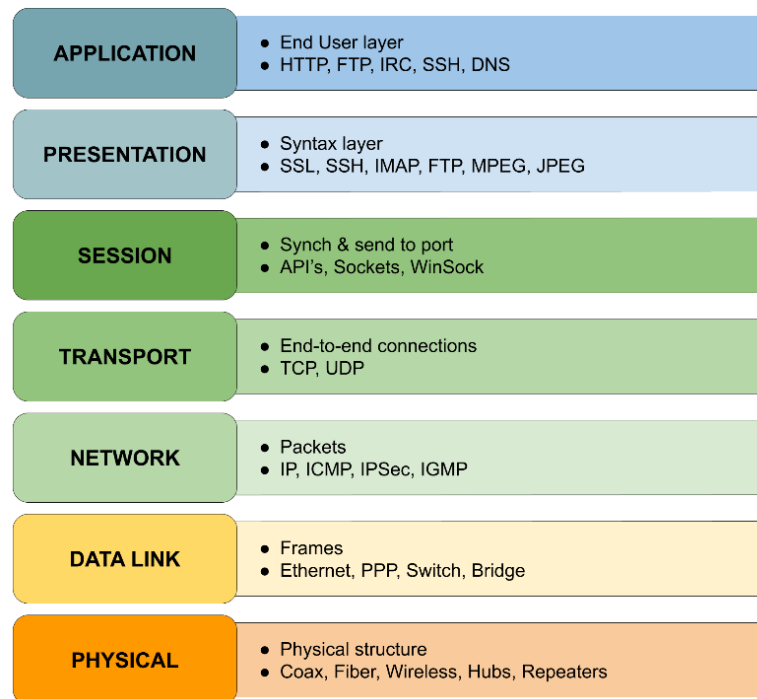 APPLICATION
● End User layer
● HTTP, FTP, IRC, SSH, DNS
PRESENTATION
● Syntax layer
● SSL, SSH, IMAP, FTP, MPEG, JPEG
SESSION
● Synch & send to port
● API's, Sockets, WinSock
TRANSPORT
● End-to-end connections
● TCP, UDP
NETWORK
● Packets
● IP, ICMP, IPSec, IGMP
DATA LINK
● Frames
● Ethernet, PPP, Switch, Bridge
PHYSICAL
● Physical structure
● Coax, Fiber, Wireless, Hubs, Repeaters